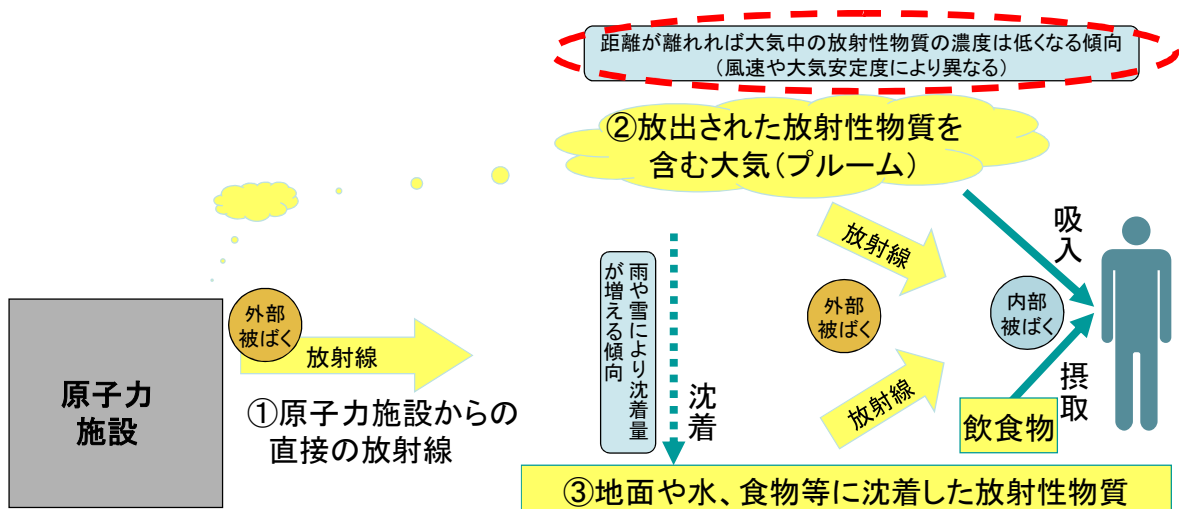 距離が離れれば大気中の放射性物質の濃度は低くなる傾向
（風速や大気安定度により異なる）
②放出された放射性物質を
含む大気（プルーム）
吸入
放射線
雨や雪により沈着量
が増える傾向
外部
被ばく
内部
被ばく
外部
被ばく
放射線
原子力
施設
①原子力施設からの
直接の放射線
沈着
放射線
摂取
飲食物
③地面や水、食物等に沈着した放射性物質